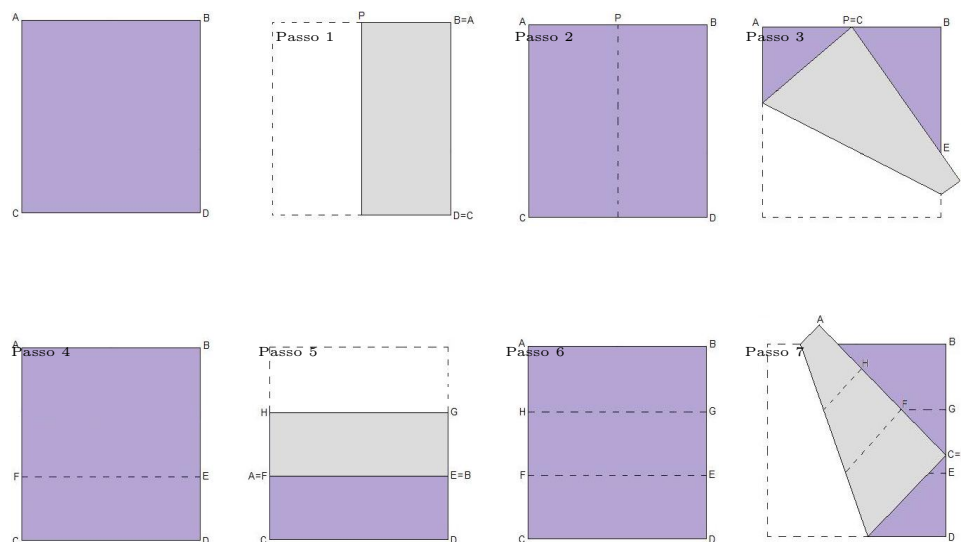 A B
C D
P
B=A
Passo 1
D=C
A P B
Passo 2
C D
A P=C B
Passo 3
E
A B
Passo 4
F E
C D
Passo 5
H G
A=F E=B
C D
A B
Passo 6
H G
F E
C D
A
B
Passo 7
H
F G
C=
E
D